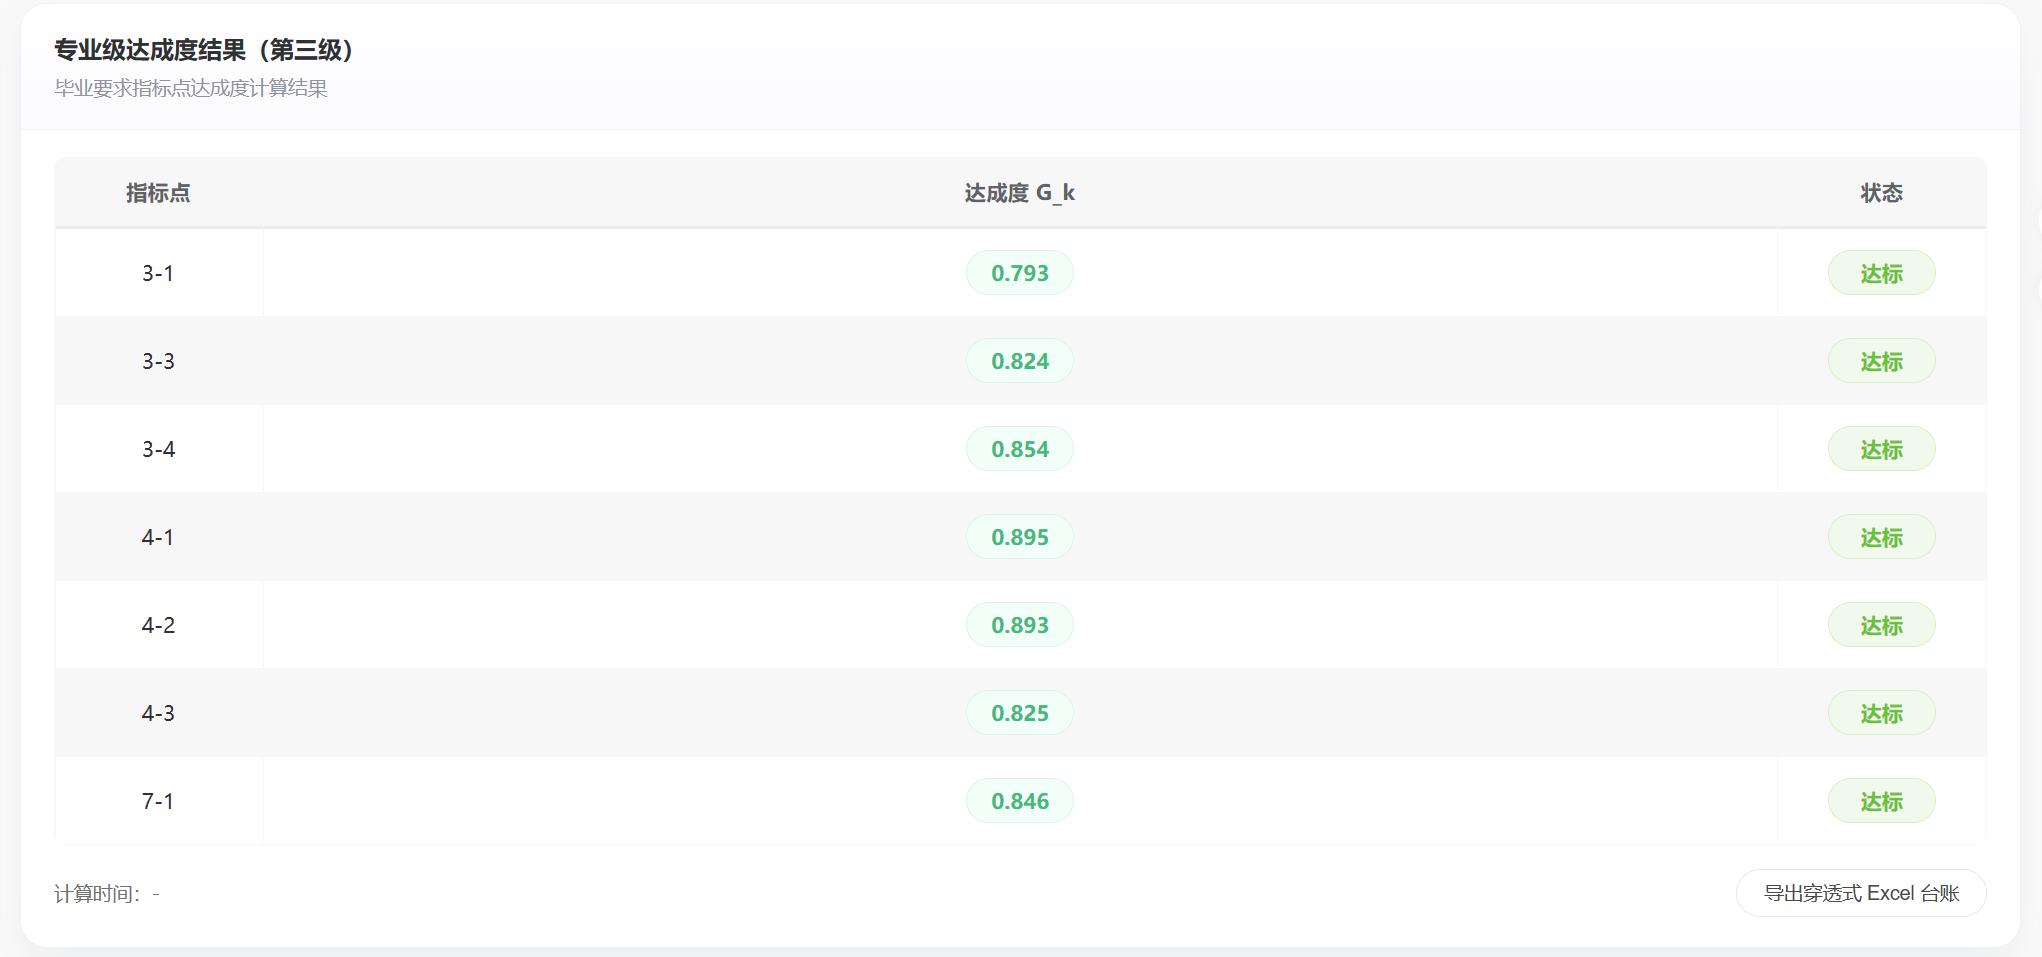 专业级达成度结果（第三级）
毕业要求指标点达成度计算结果
指标点 达成度 G_k 状态
3-1 0.793 达标
3-3 0.824 达标
3-4 0.854 达标
4-1 0.895 达标
4-2 0.893 达标
4-3 0.825 达标
7-1 0.846 达标
计算时间：- 导出穿透式 Excel 台账